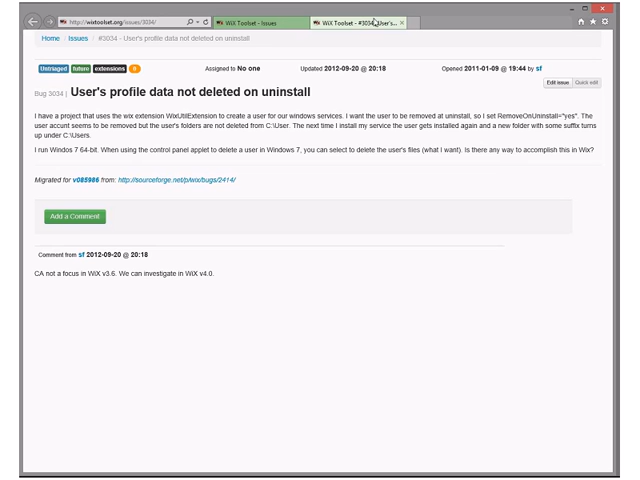 http://wixtoolset.org/issues/3034/
WiX Toolset - Issues
WiX Toolset - #3034 - User's...
Home / Issues / #3034 - User's profile data not deleted on uninstall
Untriaged future extensions 0
Assigned to No one
Updated 2012-09-20 @ 20:18
Opened 2011-01-09 @ 19:44 by sf
Edit issue Quick edit
Bug 3034 | User's profile data not deleted on uninstall
I have a project that uses the wix extension WixUtilExtension to create a user for our windows services. I want the user to be removed at uninstall, so I set RemoveOnUninstall="yes". The
user accunt seems to be removed but the user's folders are not deleted from C:\User. The next time I install my service the user gets installed again and a new folder with some suffix turns
up under C:\Users.
I run Windos 7 64-bit. When using the control panel applet to delete a user in Windows 7, you can select to delete the user's files (what I want). Is there any way to accomplish this in Wix?
Migrated for v085986 from: http://sourceforge.net/p/wix/bugs/2414/
Add a Comment
Comment from sf 2012-09-20 @ 20:18
CA not a focus in WiX v3.6. We can investigate in WiX v4.0.